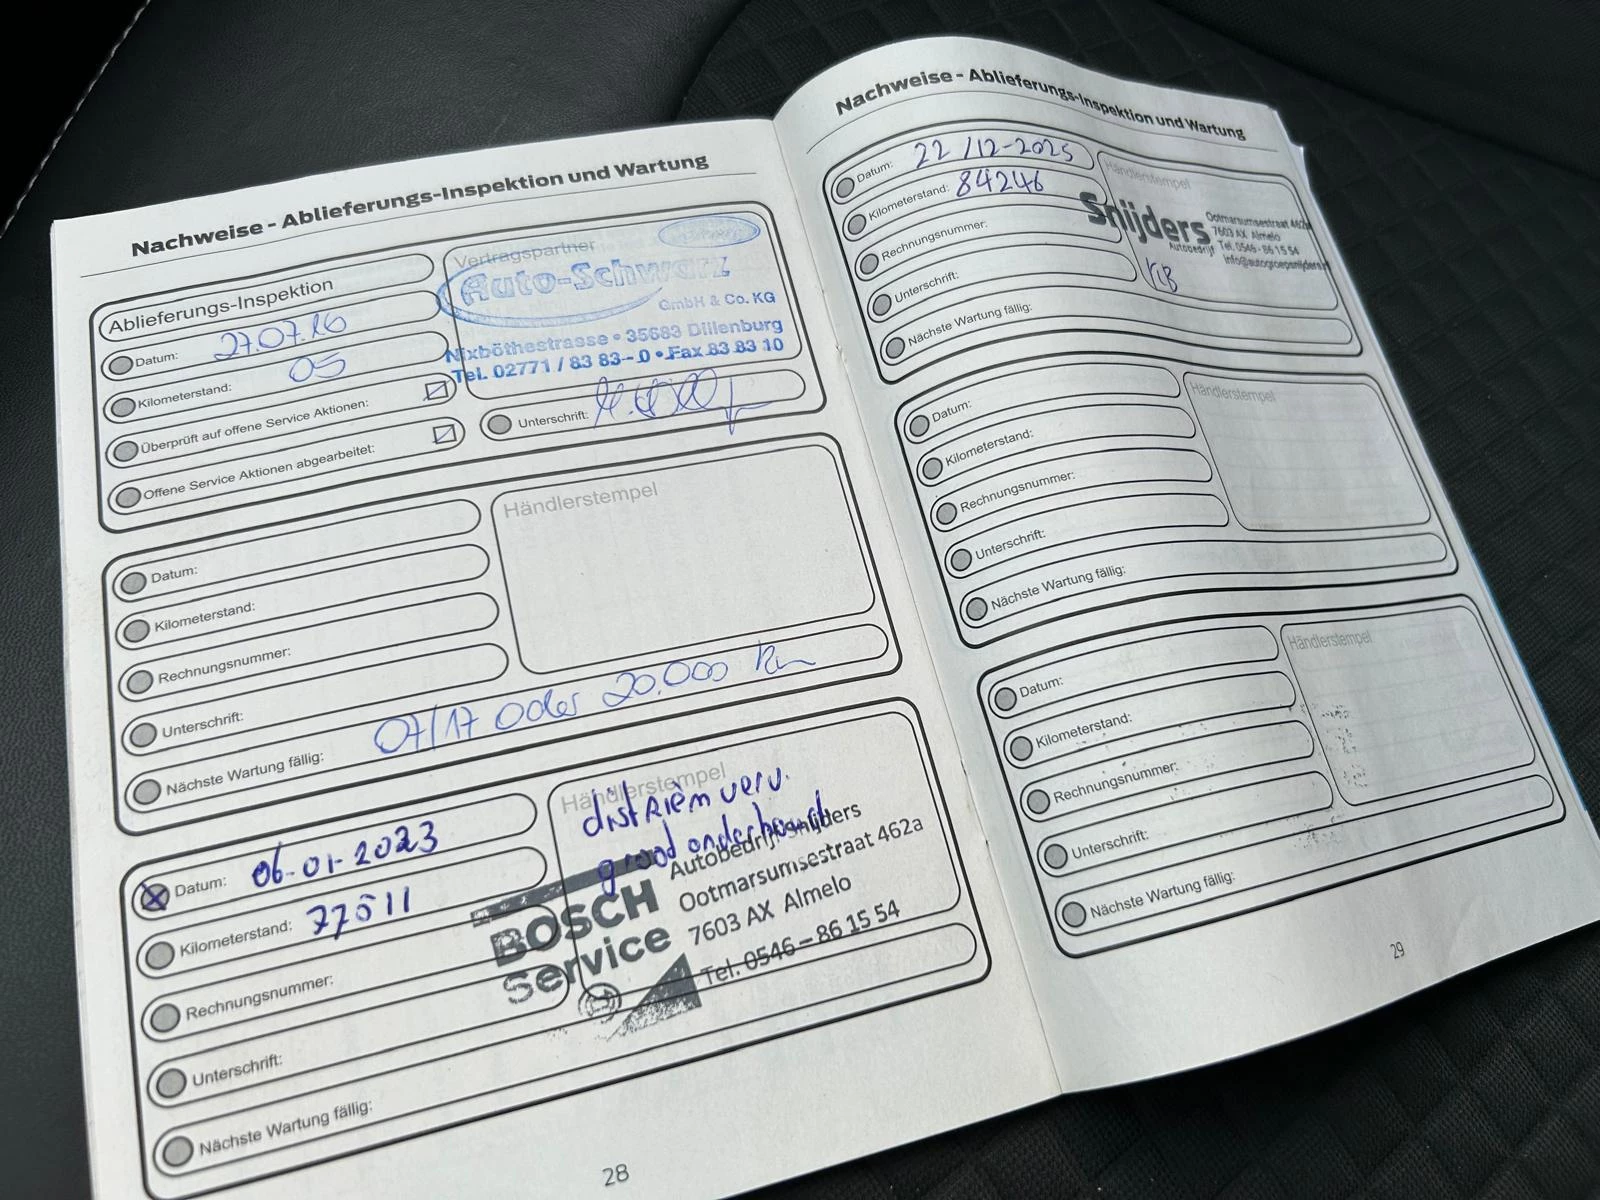 Nachweise - Ablieferungs-Inspektion und Wartung
Ablieferungs-Inspektion
Datum: 27.07.16
Kilometerstand: 05
Überprüft auf offene Service Aktionen:
Offene Service Aktionen abgearbeitet:
Vertragspartner
Auto-Schwarz
GmbH & Co. KG
Nixböthestrasse • 35683 Dillenburg
Tel. 02771 / 83 83-0 • Fax 83 83 10
Unterschrift:
Datum:
Kilometerstand:
Rechnungsnummer:
Unterschrift:
Nächste Wartung fällig: 07/17 oder 20.000 km
Händlerstempel
Datum: 06-01-2023
Kilometerstand: 77511
Rechnungsnummer:
Unterschrift:
Nächste Wartung fällig:
Händlerstempel
distrièm verv.
groot onderhoud
BOSCH
Service
Autobedrijf Snijders
Ootmarsumsestraat 462a
7603 AX Almelo
Tel. 0546 - 86 15 54
28
Nachweise - Ablieferungs-Inspektion und Wartung
Datum: 22/12-2025
Kilometerstand: 84246
Rechnungsnummer:
Unterschrift:
Nächste Wartung fällig:
Händlerstempel
Snijders
Autobedrijf
Ootmarsumsestraat 462a
7603 AX Almelo
Tel. 0546 - 86 15 54
Datum:
Kilometerstand:
Rechnungsnummer:
Unterschrift:
Nächste Wartung fällig:
Händlerstempel
Datum:
Kilometerstand:
Rechnungsnummer:
Unterschrift:
Nächste Wartung fällig:
Händlerstempel
29